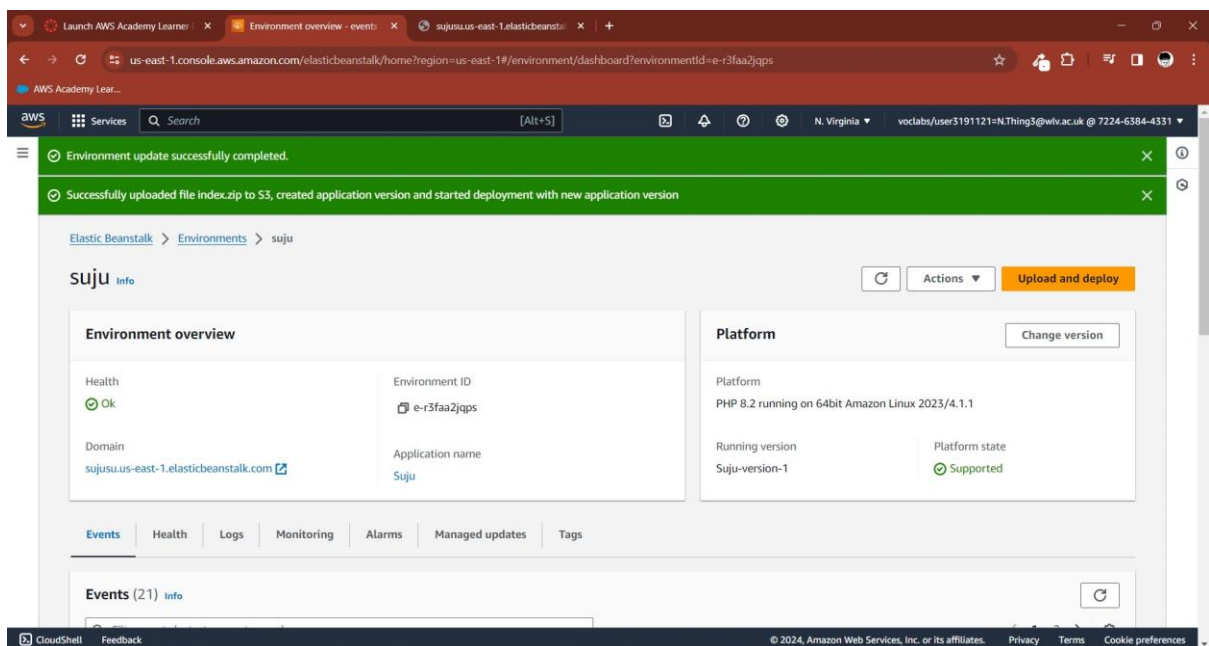 Launch AWS Academy Learner
Environment overview - events
sujusu.us-east-1.elasticbeanstal
us-east-1.console.aws.amazon.com/elasticbeanstalk/home?region=us-east-1#/environment/dashboard?environmentId=e-r3faa2jqps
AWS Academy Lear...
aws Services Search [Alt+S] N. Virginia ▼ voclabs/user3191121=N.Thing3@wlv.ac.uk @ 7224-6384-4331 ▼
Environment update successfully completed.
Successfully uploaded file index.zip to S3, created application version and started deployment with new application version
Elastic Beanstalk > Environments > suju
suju Info
Actions ▼ Upload and deploy
Environment overview
Health
Ok
Environment ID
e-r3faa2jqps
Domain
sujusu.us-east-1.elasticbeanstalk.com
Application name
Suju
Platform
Change version
Platform
PHP 8.2 running on 64bit Amazon Linux 2023/4.1.1
Running version
Suju-version-1
Platform state
Supported
Events Health Logs Monitoring Alarms Managed updates Tags
Events (21) Info
CloudShell Feedback © 2024, Amazon Web Services, Inc. or its affiliates. Privacy Terms Cookie preferences